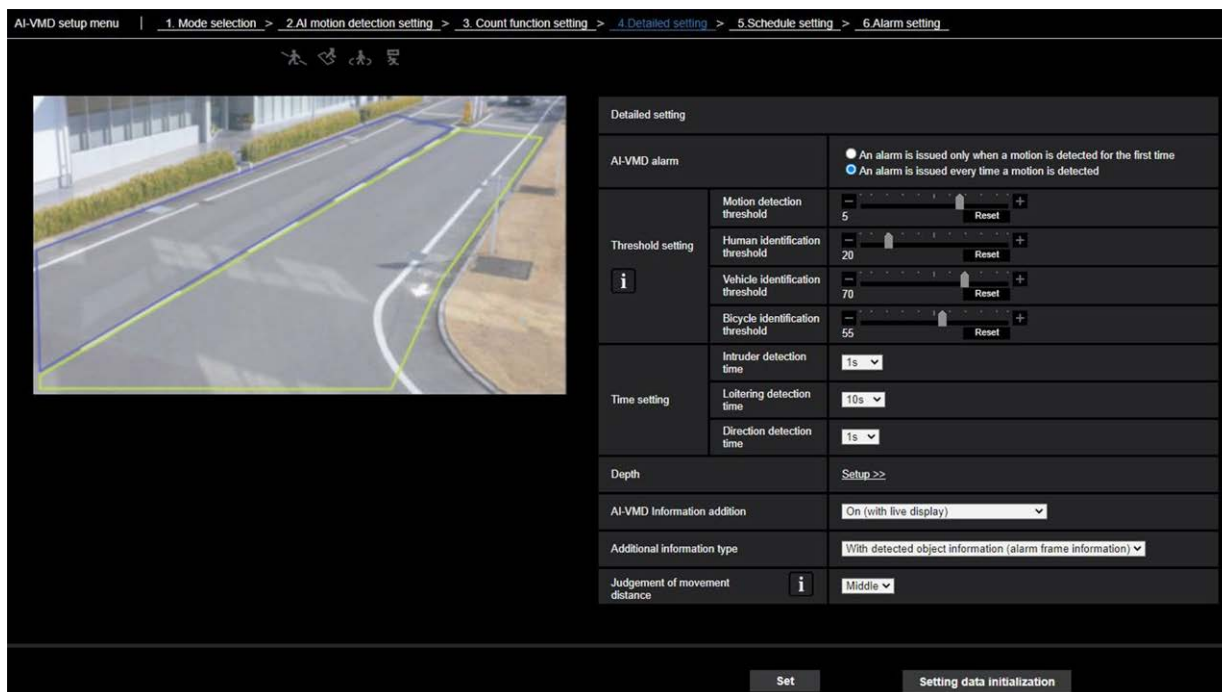 AI-VMD setup menu | 1. Mode selection > 2.AI motion detection setting > 3. Count function setting > 4.Detailed setting > 5.Schedule setting > 6.Alarm setting
Detailed setting
AI-VMD alarm
An alarm is issued only when a motion is detected for the first time
An alarm is issued every time a motion is detected
Threshold setting
i
Motion detection
threshold
5
Reset
Human identification
threshold
20
Reset
Vehicle identification
threshold
70
Reset
Bicycle identification
threshold
55
Reset
Time setting
Intruder detection
time
1s
Loitering detection
time
10s
Direction detection
time
1s
Depth
Setup >>
AI-VMD Information addition
On (with live display)
Additional information type
With detected object information (alarm frame information)
Judgement of movement
distance
i
Middle
Set
Setting data initialization